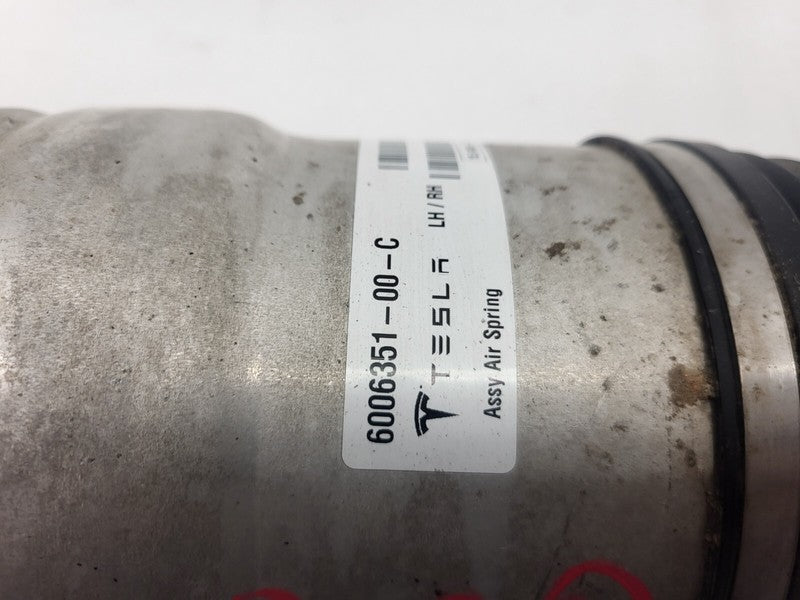 6006351-00-C
TESLA LH / RH
Assy Air Spring